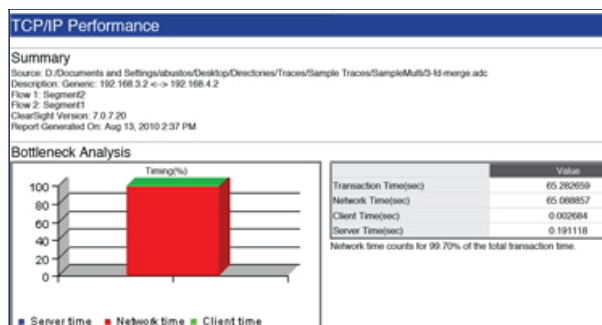 TCP/IP Performance
Summary
Source: D:/Documents and Settings/abustos/Desktop/Directories/Traces/Sample Traces/SampleMulti/3-fd-merge.adc
Description: Generic: 192.168.3.2 <-> 192.168.4.2
Flow 1: Segment2
Flow 2: Segment1
ClearSight Version: 7.0.7.20
Report Generated On: Aug 13, 2010 2:37 PM
Bottleneck Analysis
Timing(%)
100
80
60
40
20
0
Server time Network time Client time
Value
Transaction Time(sec) 65.282659
Network Time(sec) 65.088857
Client Time(sec) 0.002684
Server Time(sec) 0.191118
Network time counts for 99.70% of the total transaction time.